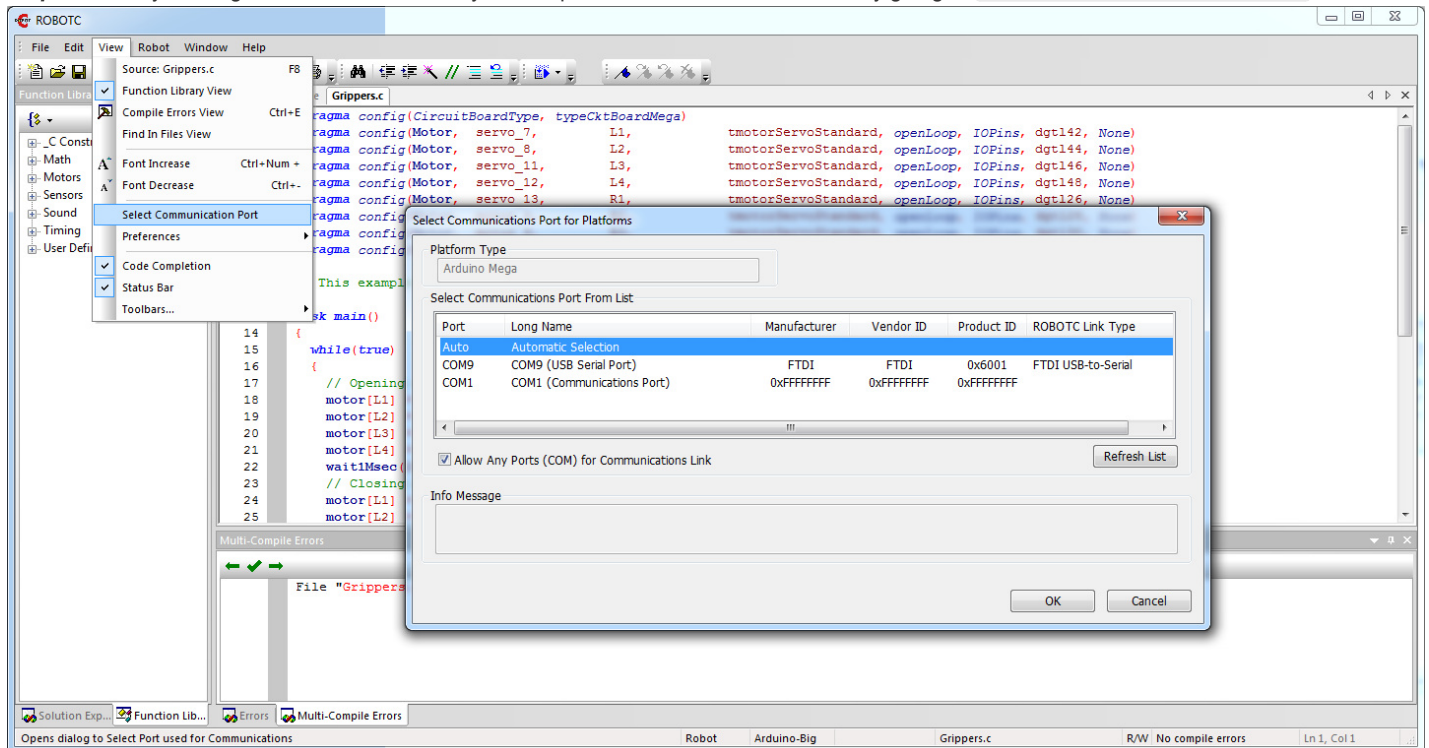 ROBOTC
File Edit View Robot Window Help
Source: Grippers.c F8
Function Library View
Compile Errors View Ctrl+E
Find In Files View
Font Increase Ctrl+Num +
Font Decrease Ctrl+-
Select Communication Port
Preferences
Code Completion
Status Bar
Toolbars...
Function Libra
_C Consti
Math
Motors
Sensors
Sound
Timing
User Defi
Grippers.c
ragma config(CircuitBoardType, typeCktBoardMega)
ragma config(Motor, servo_7, L1, tmotorServoStandard, openLoop, IOPins, dgtl42, None)
ragma config(Motor, servo_8, L2, tmotorServoStandard, openLoop, IOPins, dgtl44, None)
ragma config(Motor, servo_11, L3, tmotorServoStandard, openLoop, IOPins, dgtl46, None)
ragma config(Motor, servo_12, L4, tmotorServoStandard, openLoop, IOPins, dgtl48, None)
ragma config(Motor, servo_13, R1, tmotorServoStandard, openLoop, IOPins, dgtl26, None)
ragma config
ragma config
ragma config
This exampl
sk main()
14 {
15 while(true)
16 {
17 // Opening
18 motor[L1]
19 motor[L2]
20 motor[L3]
21 motor[L4]
22 wait1Msec(
23 // Closing
24 motor[L1]
25 motor[L2]
Select Communications Port for Platforms
Platform Type
Arduino Mega
Select Communications Port From List
Port Long Name Manufacturer Vendor ID Product ID ROBOTC Link Type
Auto Automatic Selection
COM9 COM9 (USB Serial Port) FTDI FTDI 0x6001 FTDI USB-to-Serial
COM1 COM1 (Communications Port) 0xFFFFFFFF 0xFFFFFFFF 0xFFFFFFFF
Allow Any Ports (COM) for Communications Link
Refresh List
Info Message
OK Cancel
Multi-Compile Errors
File "Grippers
Solution Exp... Function Lib... Errors Multi-Compile Errors
Opens dialog to Select Port used for Communications Robot Arduino-Big Grippers.c R/W No compile errors Ln 1, Col 1